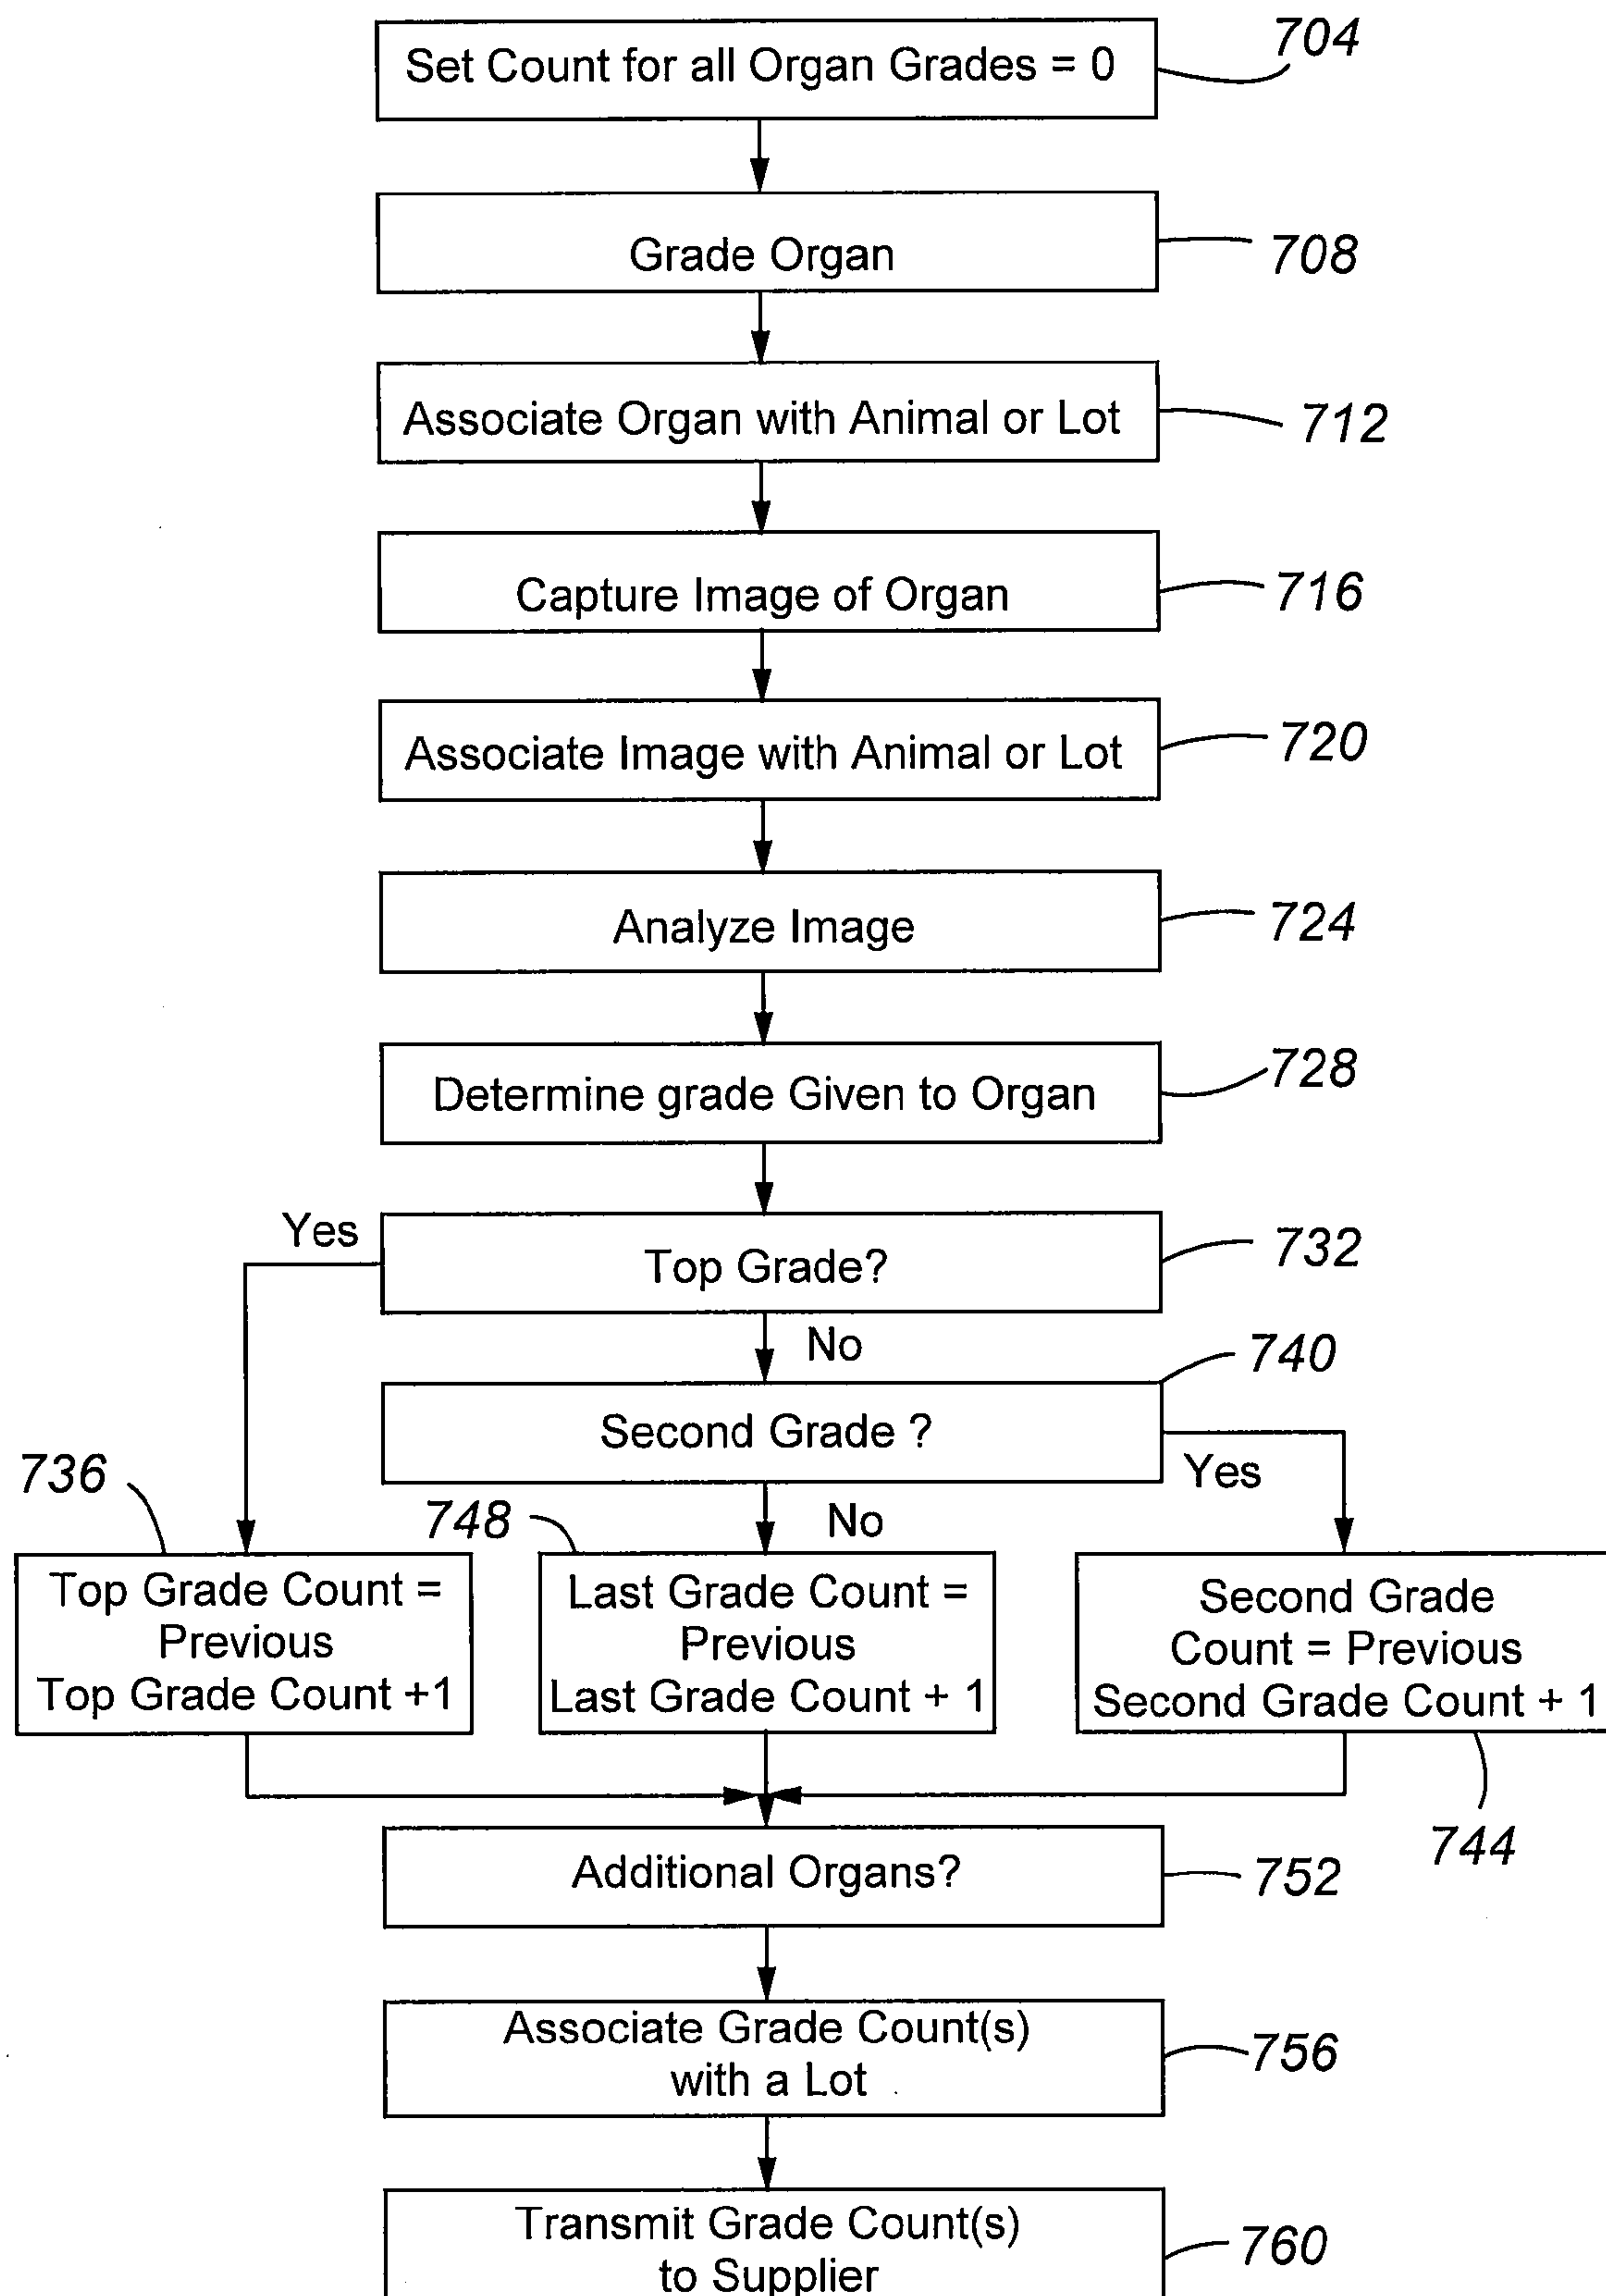 Set Count for all Organ Grades = 0
704
Grade Organ
708
Associate Organ with Animal or Lot
712
Capture Image of Organ
716
Associate Image with Animal or Lot
720
Analyze Image
724
Determine grade Given to Organ
728
Yes
Top Grade?
732
No
740
Second Grade ?
Yes
736
748
No
Top Grade Count =
Previous
Top Grade Count +1
Last Grade Count =
Previous
Last Grade Count + 1
Second Grade
Count = Previous
Second Grade Count + 1
744
Additional Organs?
752
Associate Grade Count(s)
with a Lot
756
Transmit Grade Count(s)
to Supplier
760